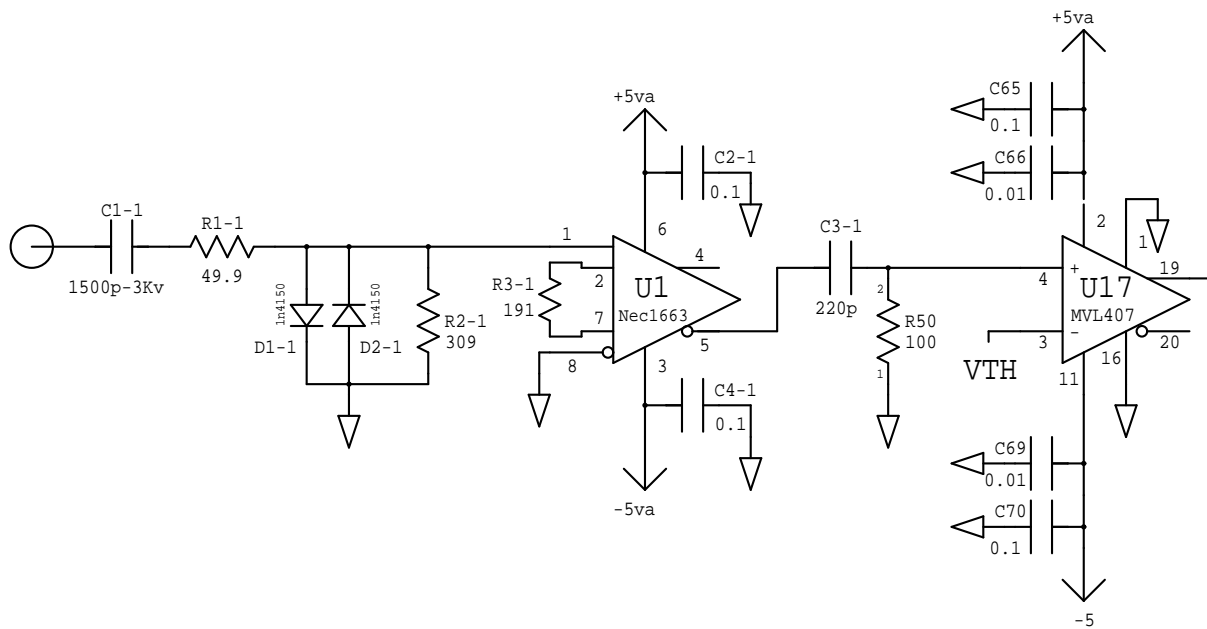 +5va
C65
0.1
+5va
C66
0.01
C2-1
0.1
C1-1
R1-1
6
C3-1
2
1
1
4
19
49.9
1n4150
1n4150
2
R3-1
191
U1
4
+
U17
1500p-3Kv
7
Nec1663
220p
2
R50
100
1
MVL407
R2-1
309
5
3
-
20
D1-1
D2-1
8
3
VTH
16
11
C4-1
0.1
C69
0.01
-5va
C70
0.1
-5